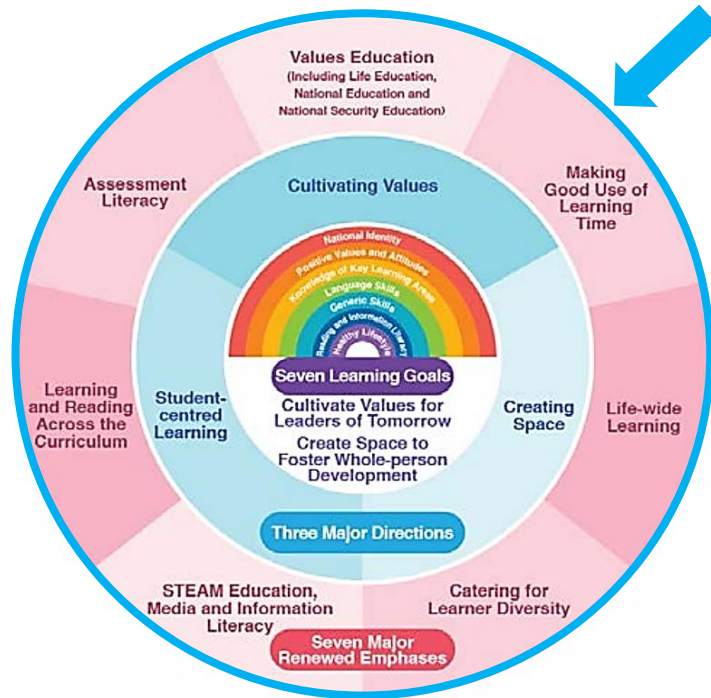 Values Education
(Including Life Education,
National Education and
National Security Education)
Assessment
Literacy
Cultivating Values
Making
Good Use of
Learning
Time
National Identity
Positive Values and Attitudes
Knowledge of Key Learning Areas
Language Skills
Generic Skills
Reading and Information Literacy
Healthy Lifestyle
Seven Learning Goals
Cultivate Values for
Leaders of Tomorrow
Create Space to
Foster Whole-person
Development
Learning
and Reading
Across the
Curriculum
Student-
centred
Learning
Creating
Space
Life-wide
Learning
Three Major Directions
STEAM Education,
Media and Information
Literacy
Catering for
Learner Diversity
Seven Major
Renewed Emphases